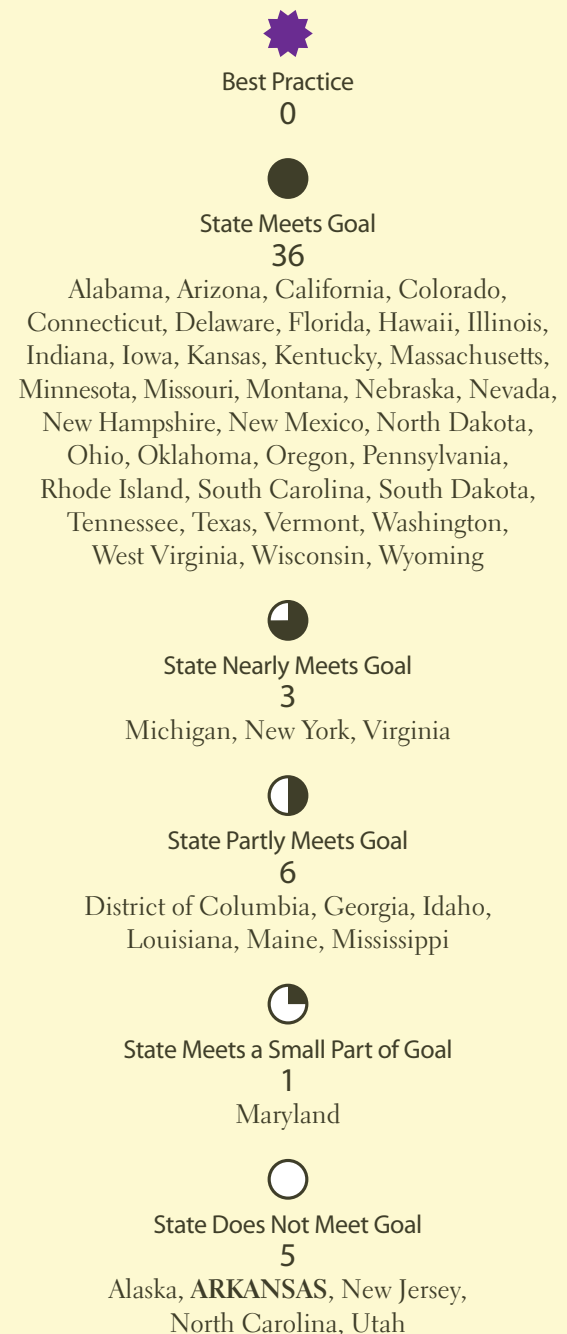 Best Practice
0
State Meets Goal
36
Alabama, Arizona, California, Colorado,
Connecticut, Delaware, Florida, Hawaii, Illinois,
Indiana, Iowa, Kansas, Kentucky, Massachusetts,
Minnesota, Missouri, Montana, Nebraska, Nevada,
New Hampshire, New Mexico, North Dakota,
Ohio, Oklahoma, Oregon, Pennsylvania,
Rhode Island, South Carolina, South Dakota,
Tennessee, Texas, Vermont, Washington,
West Virginia, Wisconsin, Wyoming
State Nearly Meets Goal
3
Michigan, New York, Virginia
State Partly Meets Goal
6
District of Columbia, Georgia, Idaho,
Louisiana, Maine, Mississippi
State Meets a Small Part of Goal
1
Maryland
State Does Not Meet Goal
5
Alaska, ARKANSAS, New Jersey,
North Carolina, Utah